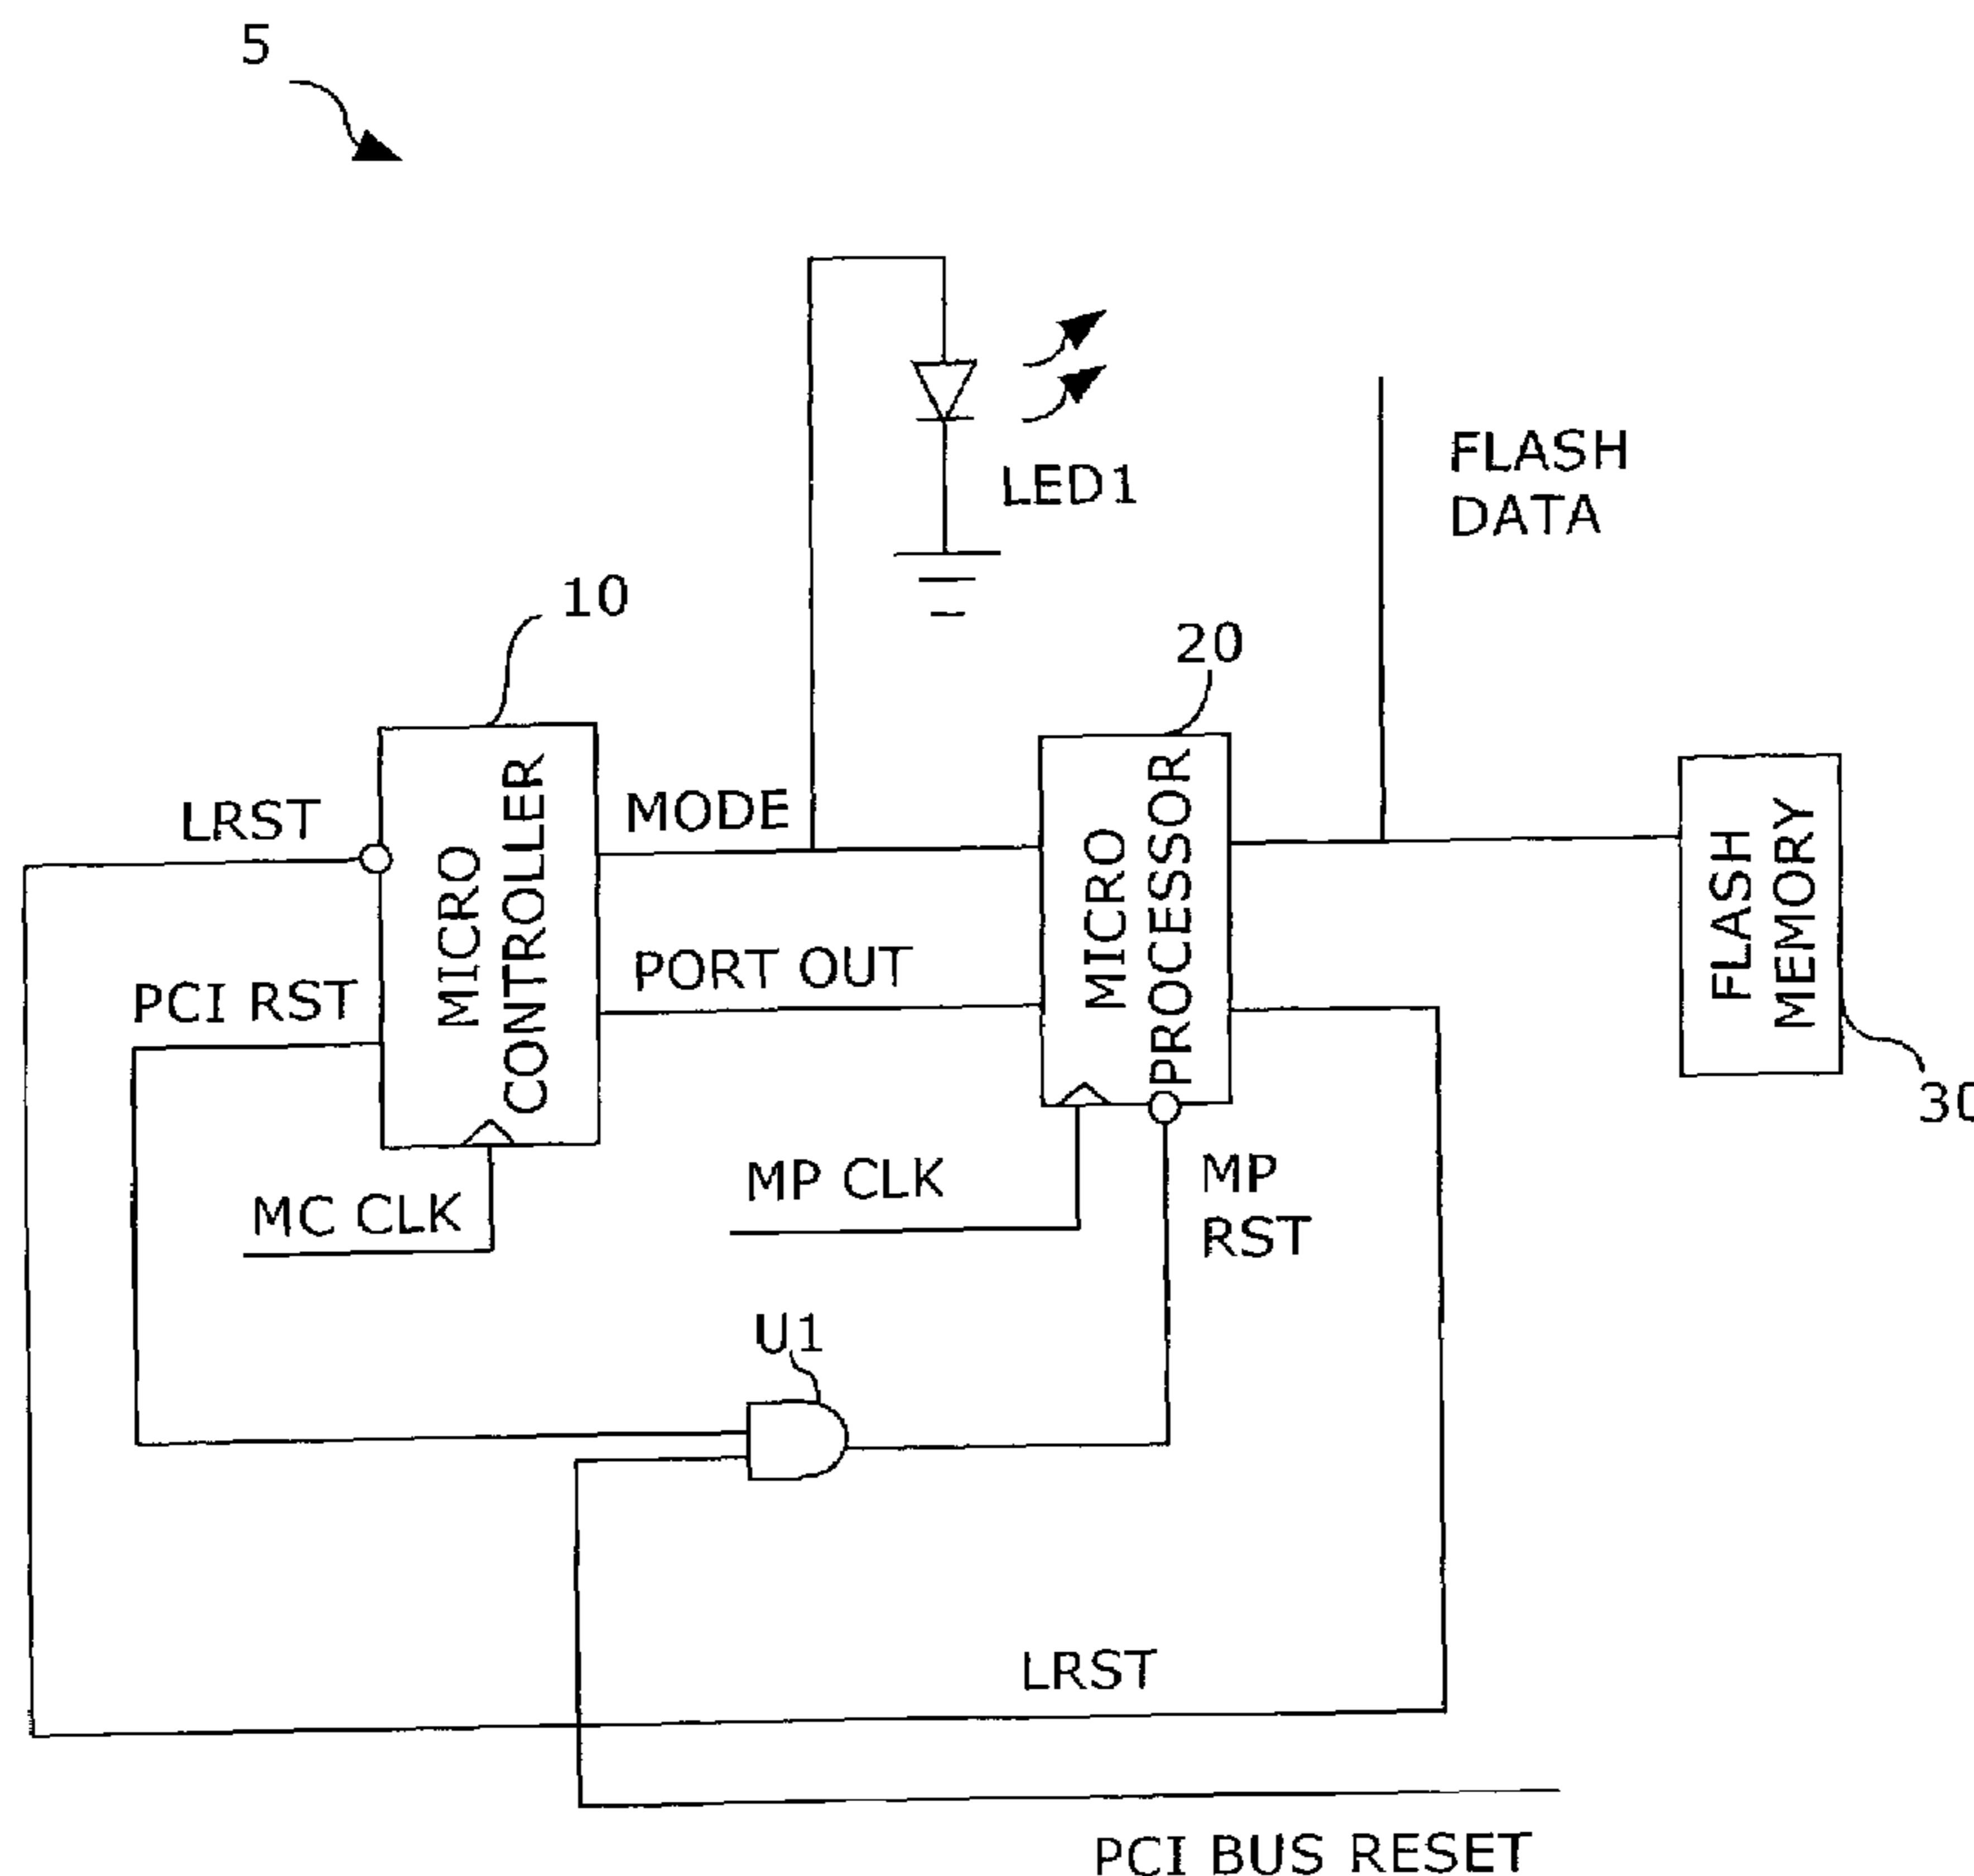 5
LED1
FLASH
DATA
10
20
LRST
MODE
MICRO
CONTROLLER
MICRO
PROCESSOR
FLASH
MEMORY
PCI RST
PORT OUT
30
MC CLK
MP CLK
MP
RST
U1
LRST
PCI BUS RESET